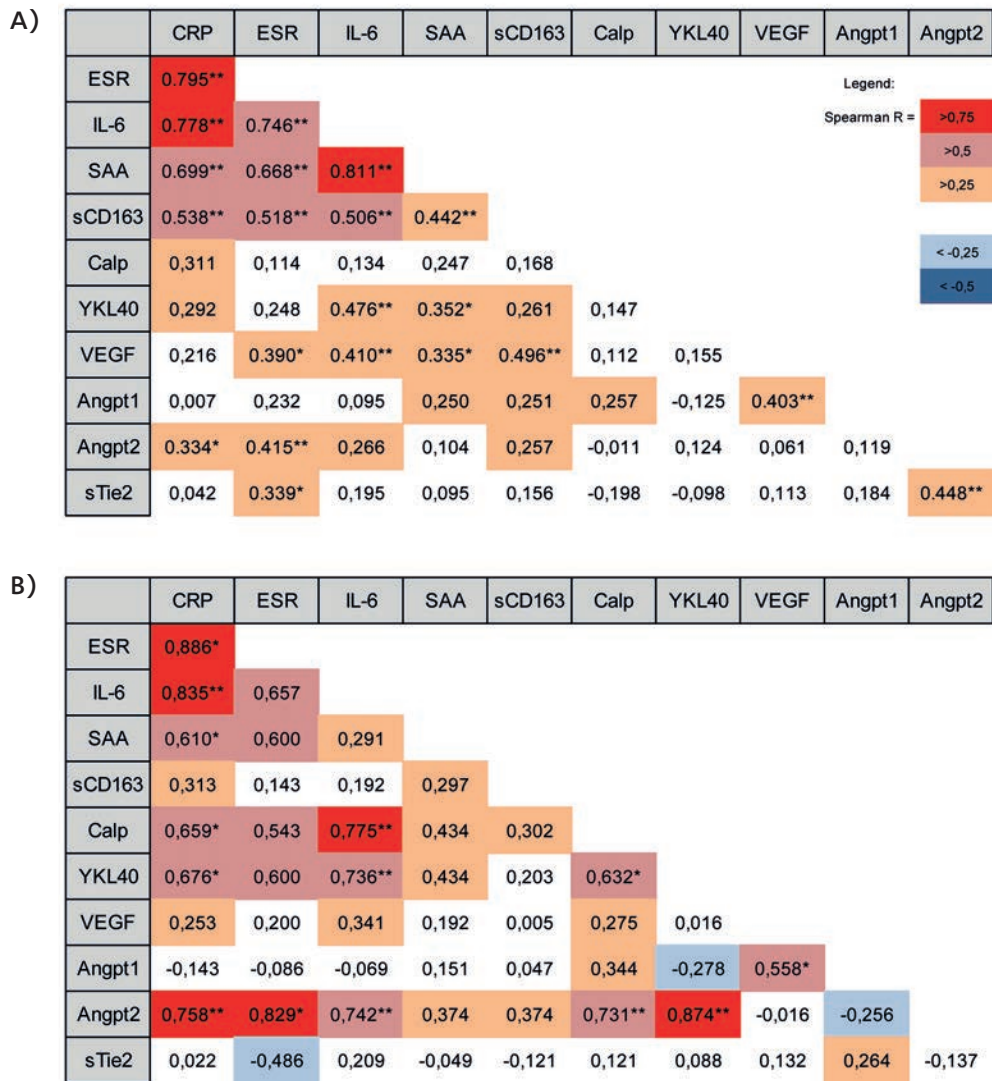 A)
CRP ESR IL-6 SAA sCD163 Calp YKL40 VEGF Angpt1 Angpt2
ESR 0.795**
Legend:
IL-6 0.778** 0.746**
Spearman R = >0,75
>0,5
SAA 0.699** 0.668** 0.811**
>0,25
sCD163 0.538** 0.518** 0.506** 0.442**
Calp 0,311 0,114 0,134 0,247 0,168
< -0,25
YKL40 0,292 0,248 0.476** 0.352* 0,261 0,147
< -0,5
VEGF 0,216 0.390* 0.410** 0.335* 0.496** 0,112 0,155
Angpt1 0,007 0,232 0,095 0,250 0,251 0,257 -0,125 0.403**
Angpt2 0.334* 0.415** 0,266 0,104 0,257 -0,011 0,124 0,061 0,119
sTie2 0,042 0.339* 0,195 0,095 0,156 -0,198 -0,098 0,113 0,184 0.448**
B)
CRP ESR IL-6 SAA sCD163 Calp YKL40 VEGF Angpt1 Angpt2
ESR 0,886*
IL-6 0,835** 0,657
SAA 0,610* 0,600 0,291
sCD163 0,313 0,143 0,192 0,297
Calp 0,659* 0,543 0,775** 0,434 0,302
YKL40 0,676* 0,600 0,736** 0,434 0,203 0,632*
VEGF 0,253 0,200 0,341 0,192 0,005 0,275 0,016
Angpt1 -0,143 -0,086 -0,069 0,151 0,047 0,344 -0,278 0,558*
Angpt2 0,758** 0,829* 0,742** 0,374 0,374 0,731** 0,874** -0,016 -0,256
sTie2 0,022 -0,486 0,209 -0,049 -0,121 0,121 0,088 0,132 0,264 -0,137